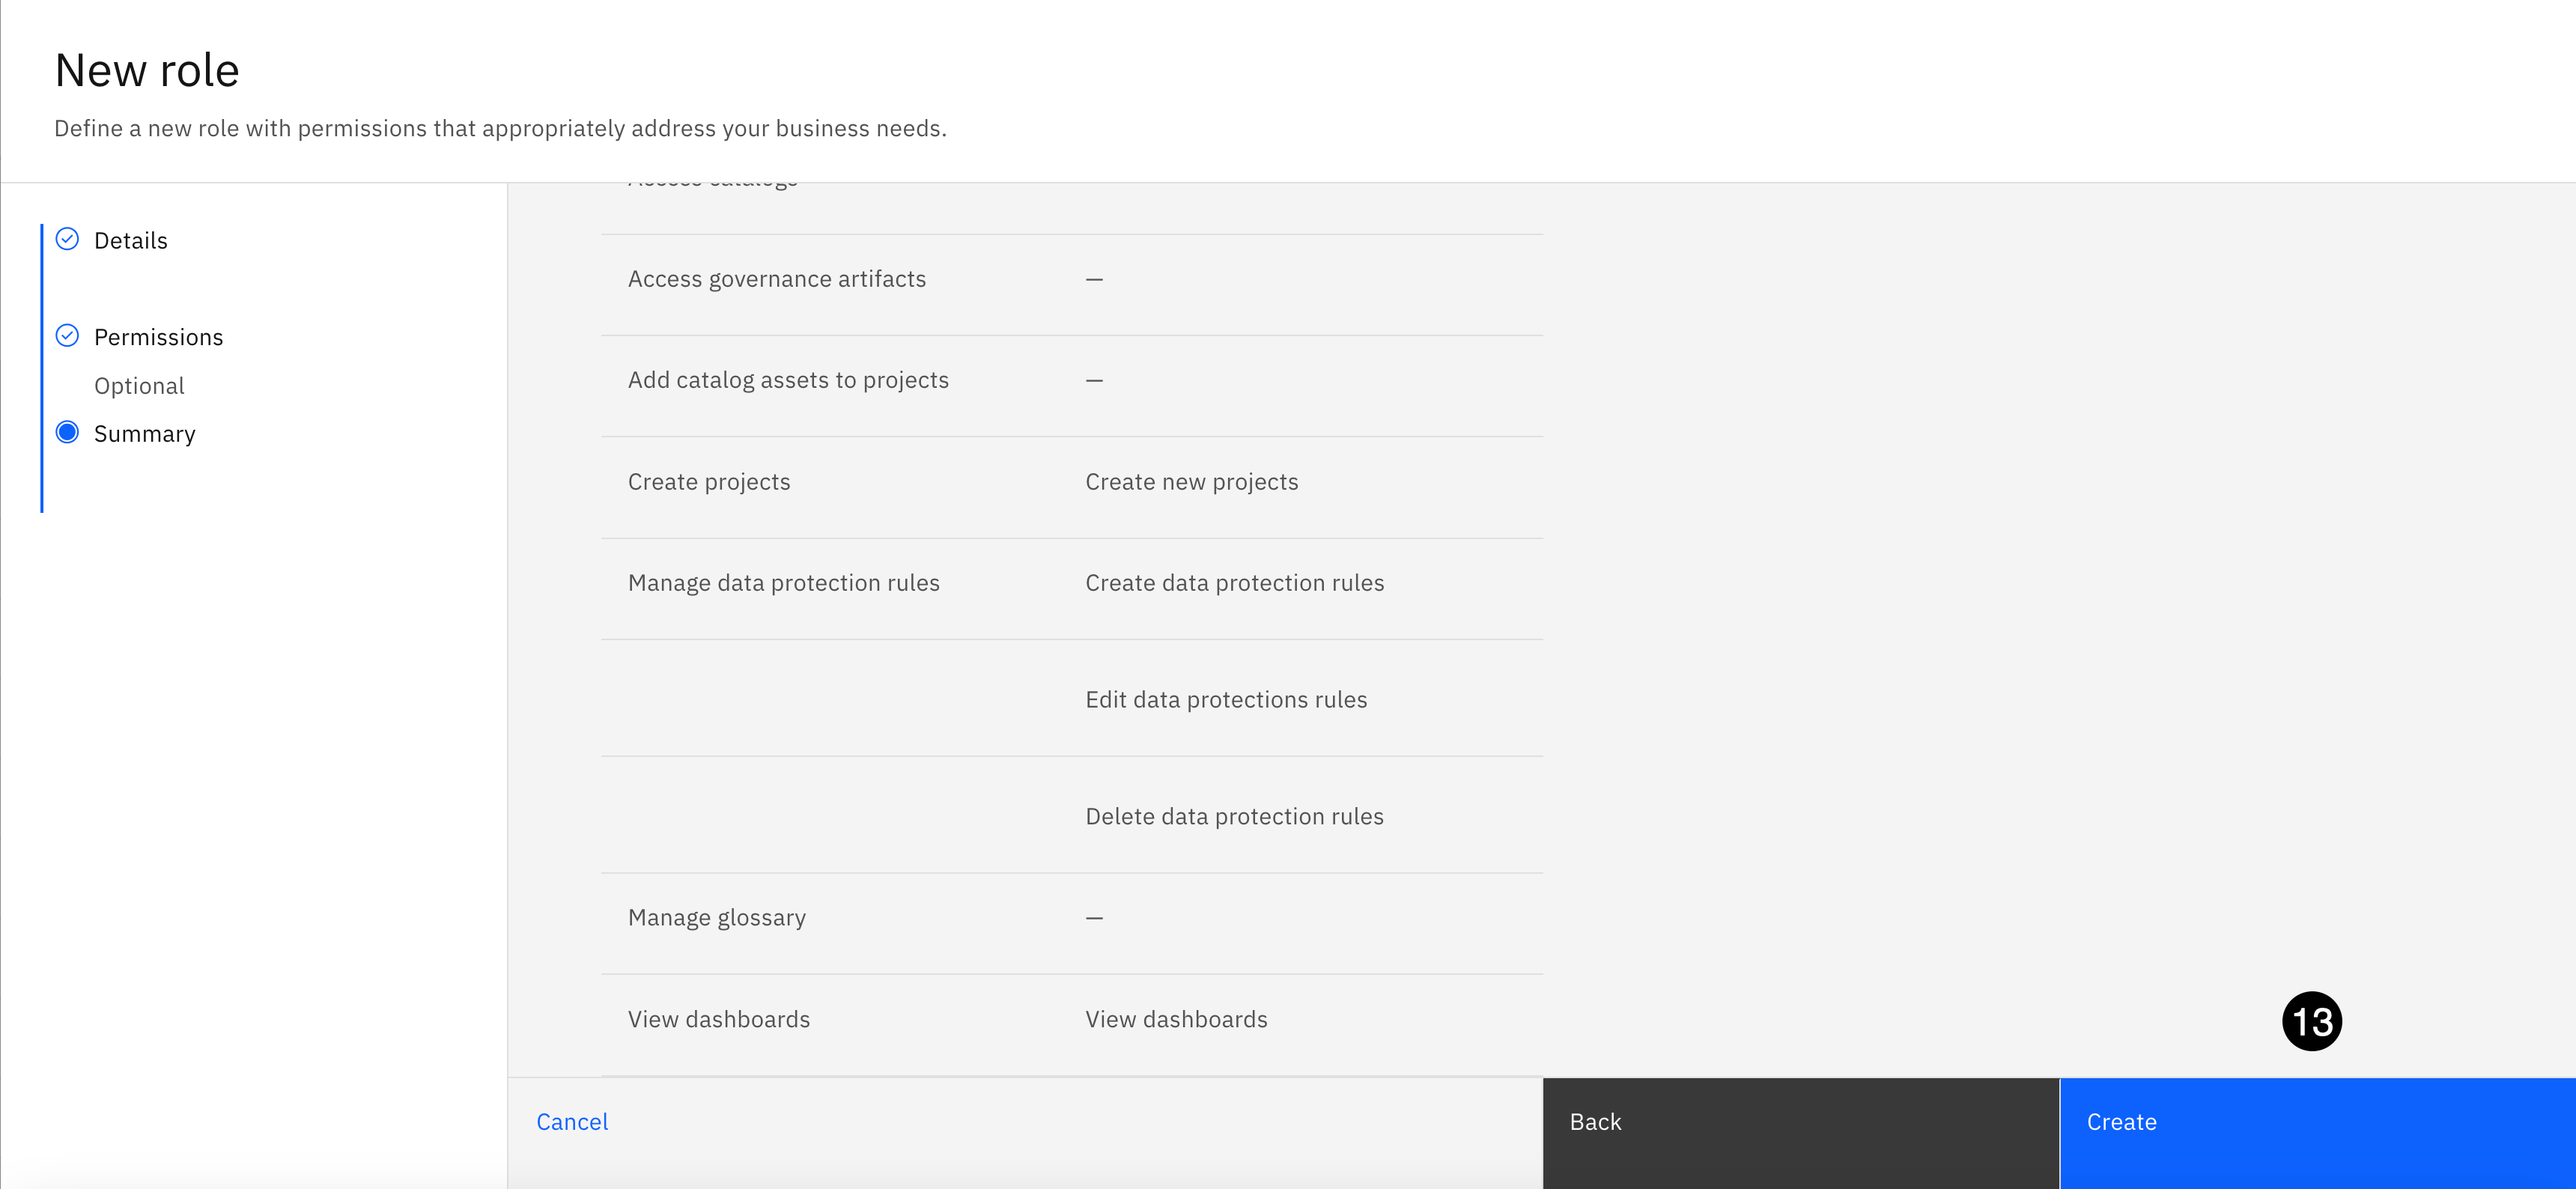 New role
Define a new role with permissions that appropriately address your business needs.
Details
Permissions
Optional
Summary
Access catalogs
Access governance artifacts —
Add catalog assets to projects —
Create projects Create new projects
Manage data protection rules Create data protection rules
Edit data protections rules
Delete data protection rules
Manage glossary —
View dashboards View dashboards
13
Cancel Back Create